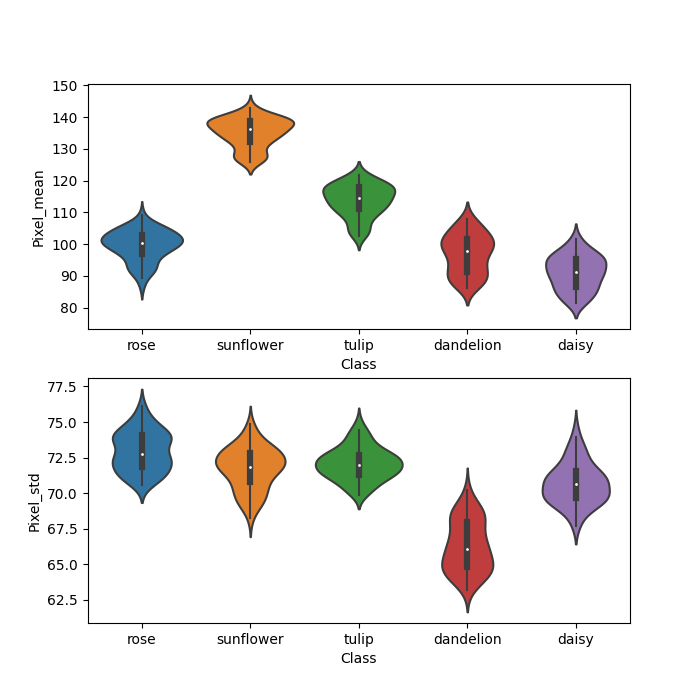 150
140
130
120
110
100
90
80
Pixel_mean
rose sunflower tulip dandelion daisy
Class
77.5
75.0
72.5
70.0
67.5
65.0
62.5
Pixel_std
rose sunflower tulip dandelion daisy
Class